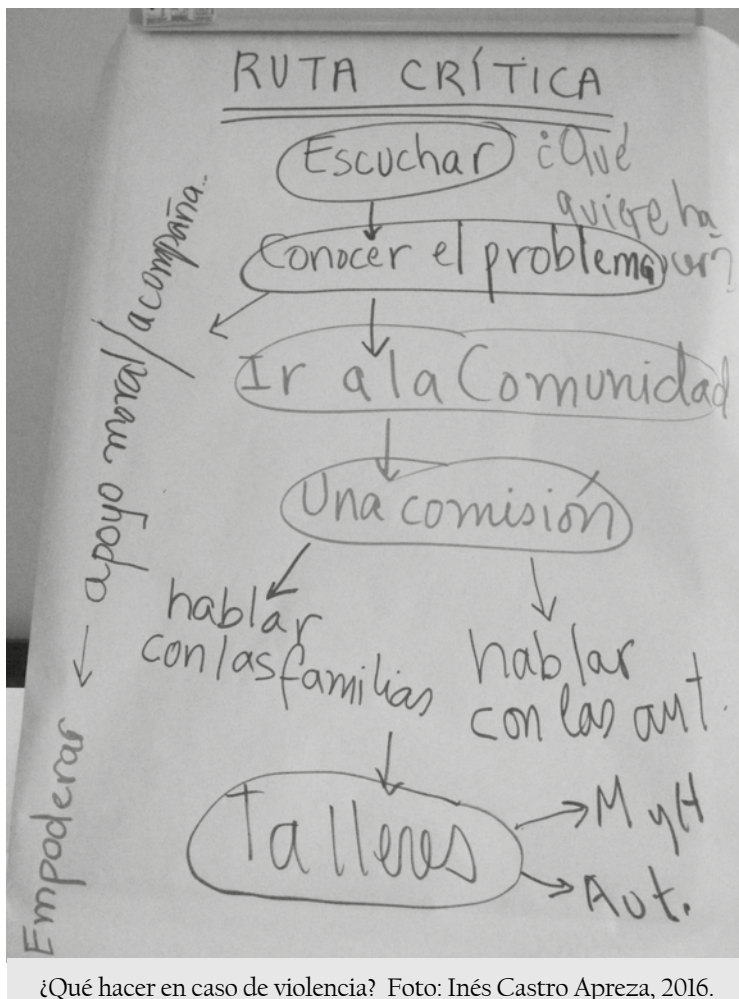 RUTA CRÍTICA
Escuchar
¿Qué
quiere ha
cer?
Conocer el problema
Ir a la Comunidad
Una comisión
hablar
con las familias
hablar
con las aut.
Talleres
M y H
Aut.
apoyo moral/acompaña..
Empoderar
¿Qué hacer en caso de violencia? Foto: Inés Castro Apreza, 2016.